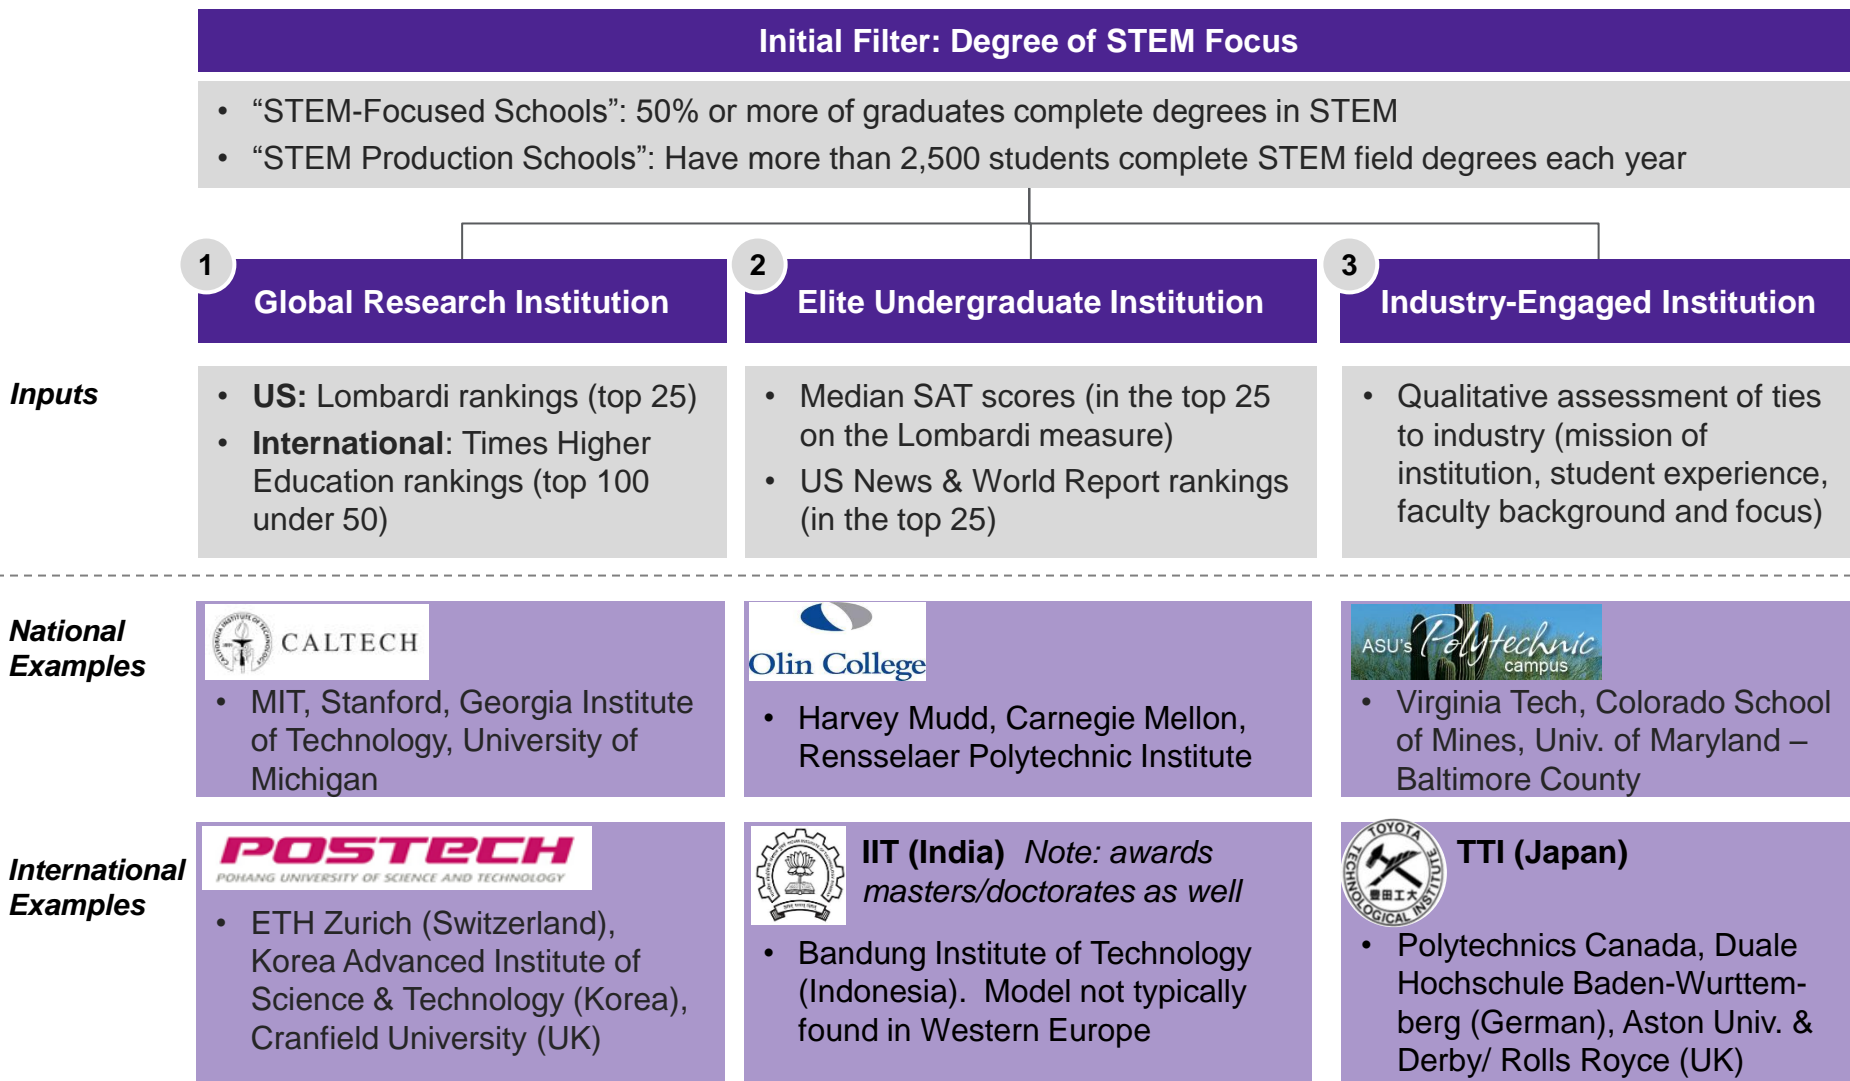 Initial Filter: Degree of STEM Focus
• “STEM-Focused Schools”: 50% or more of graduates complete degrees in STEM
• “STEM Production Schools”: Have more than 2,500 students complete STEM field degrees each year
1
Global Research Institution
2
Elite Undergraduate Institution
3
Industry-Engaged Institution
Inputs
• US: Lombardi rankings (top 25)
• International: Times Higher
Education rankings (top 100
under 50)
• Median SAT scores (in the top 25
on the Lombardi measure)
• US News & World Report rankings
(in the top 25)
• Qualitative assessment of ties
to industry (mission of
institution, student experience,
faculty background and focus)
National
Examples
CALTECH
• MIT, Stanford, Georgia Institute
of Technology, University of
Michigan
Olin College
• Harvey Mudd, Carnegie Mellon,
Rensselaer Polytechnic Institute
ASU's Polytechnic
campus
• Virginia Tech, Colorado School
of Mines, Univ. of Maryland –
Baltimore County
International
Examples
POSTECH
POHANG UNIVERSITY OF SCIENCE AND TECHNOLOGY
• ETH Zurich (Switzerland),
Korea Advanced Institute of
Science & Technology (Korea),
Cranfield University (UK)
IIT (India) Note: awards
masters/doctorates as well
• Bandung Institute of Technology
(Indonesia). Model not typically
found in Western Europe
TOYOTA TECHNOLOGICAL INSTITUTE
豊田工大
TTI (Japan)
• Polytechnics Canada, Duale
Hochschule Baden-Wurttem-
berg (German), Aston Univ. &
Derby/ Rolls Royce (UK)